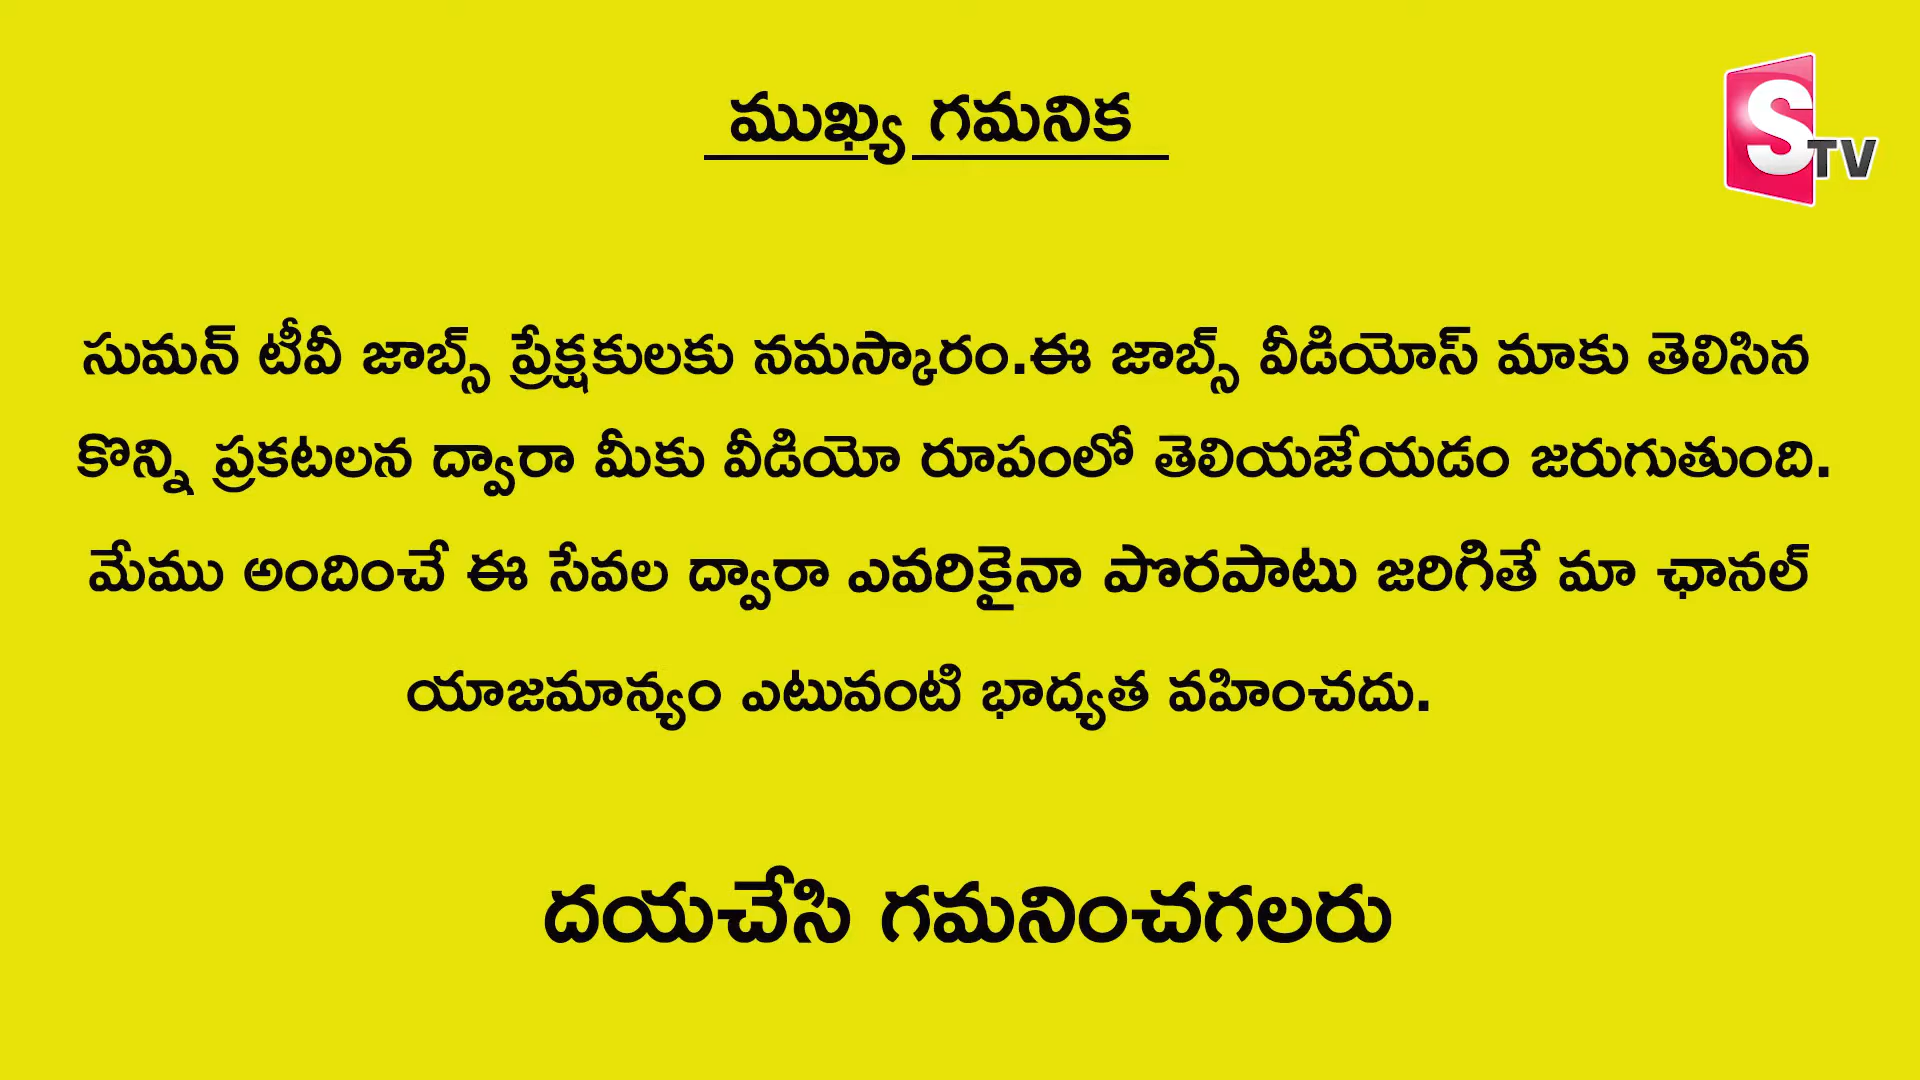 ముఖ్య గమనిక
STV
సుమన్ టీవీ జాబ్స్ ప్రేక్షకులకు నమస్కారం.ఈ జాబ్స్ వీడియోస్ మాకు తెలిసిన
కొన్ని ప్రకటలన ద్వారా మీకు వీడియో రూపంలో తెలియజేయడం జరుగుతుంది.
మేము అందించే ఈ సేవల ద్వారా ఎవరికైనా పొరపాటు జరిగితే మా ఛానల్
యాజమాన్యం ఎటువంటి భాద్యత వహించదు.
దయచేసి గమనించగలరు